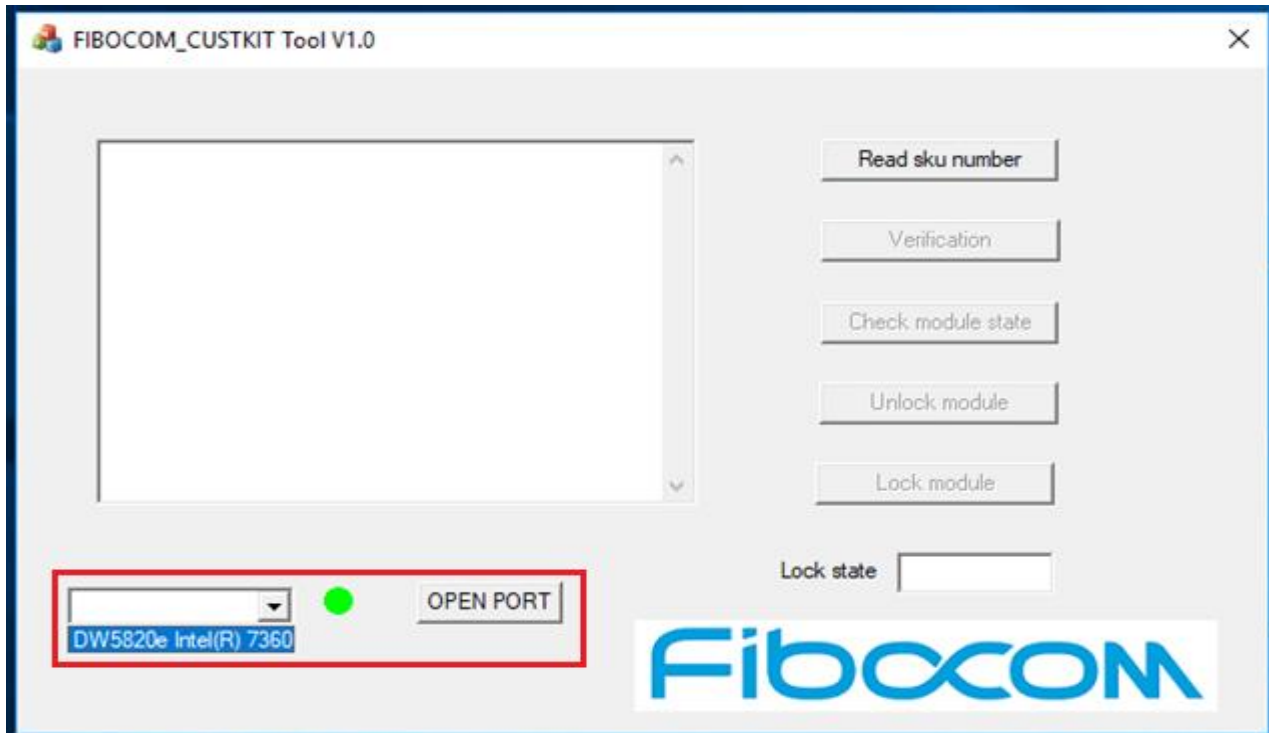 FIBOCOM_CUSTKIT Tool V1.0
Read sku number
Verification
Check module state
Unlock module
Lock module
Lock state
OPEN PORT
DW5820e Intel(R) 7360
Fibocom